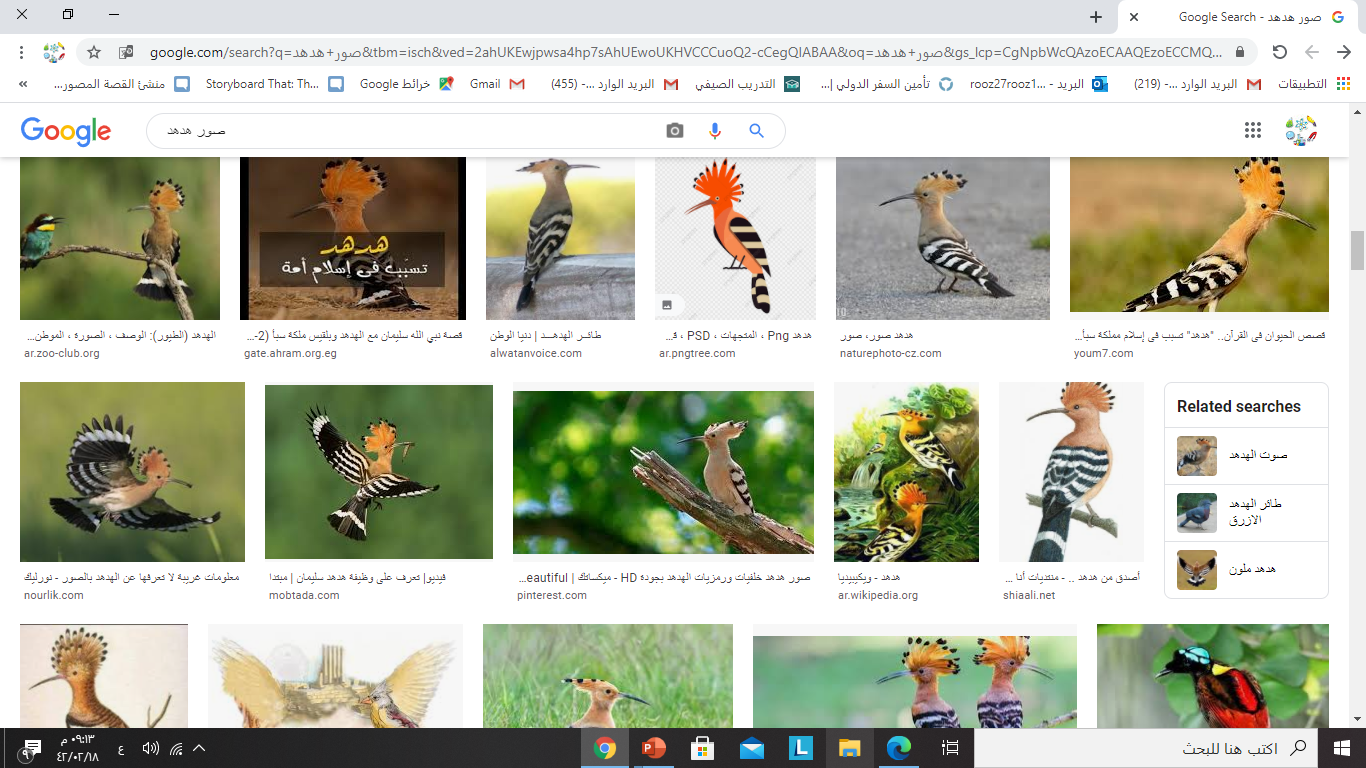 صور هدهد - Google Search
google.com/search?q=صور+هدهد&tbm=isch&ved=2ahUKEwjpwsa4hp7sAhUEwoUKHVCCCuoQ2-cCegQIABAA&oq=صور+هدهد&gs_lcp=CgNpbWcQAzoECAAQEzoECCMQ...
التطبيقات
البريد الوارد ...- (219)
البريد - ...rooz27rooz1
تأمين السفر الدولي |...
التدريب الصيفي
البريد الوارد ...- (455)
Gmail
خرائط Google
Storyboard That: Th...
منشئ القصة المصور...
Google
صور هدهد
هدهد
تسبب فى إسلام أمة
قصص الحيوان فى القرآن.. "هدهد" تسبب فى إسلام مملكة سبأ...
youm7.com
هدهد صور، صور
naturephoto-cz.com
هدهد Png ، المتجهات ، PSD ، ق...
ar.pngtree.com
طائــر الهدهــد | دنيا الوطن
alwatanvoice.com
قصة نبي الله سليمان مع الهدهد وبلقيس ملكة سبأ (2-...
gate.ahram.org.eg
الهدهد (الطيور): الوصف ، الصورة ، الموطن...
ar.zoo-club.org
Related searches
صوت الهدهد
طائر الهدهد
الازرق
هدهد ملون
أصدق من هدهد .. - منتديات أنا ...
shiaali.net
هدهد - ويكيبيديا
ar.wikipedia.org
صور هدهد خلفيات ورمزيات الهدهد بجودة HD - ميكساتك | eautiful...
pinterest.com
فيديو| تعرف على وظيفة هدهد سليمان | مبتدا
mobtada.com
معلومات غريبة لا تعرفها عن الهدهد بالصور - نورليك
nourlik.com
اكتب هنا للبحث
ع
٠٩:١٣ م
٤٢/٠٢/١٨
٩